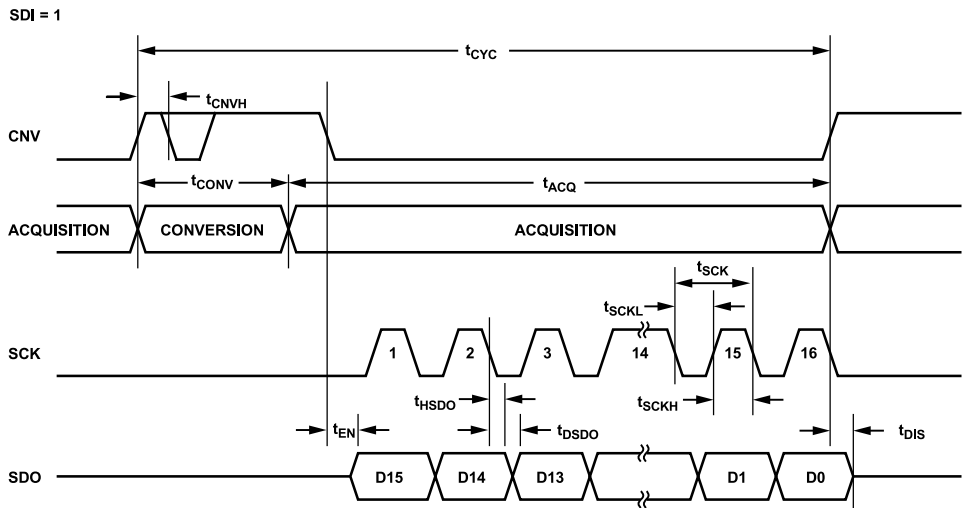 SDI = 1
tCYC
tCNVH
CNV
tCONV
tACQ
ACQUISITION
CONVERSION
ACQUISITION
tSCK
tSCKL
SCK
1
2
3
14
15
16
tHSDO
tSCKH
tEN
tDSDO
tDIS
SDO
D15
D14
D13
D1
D0